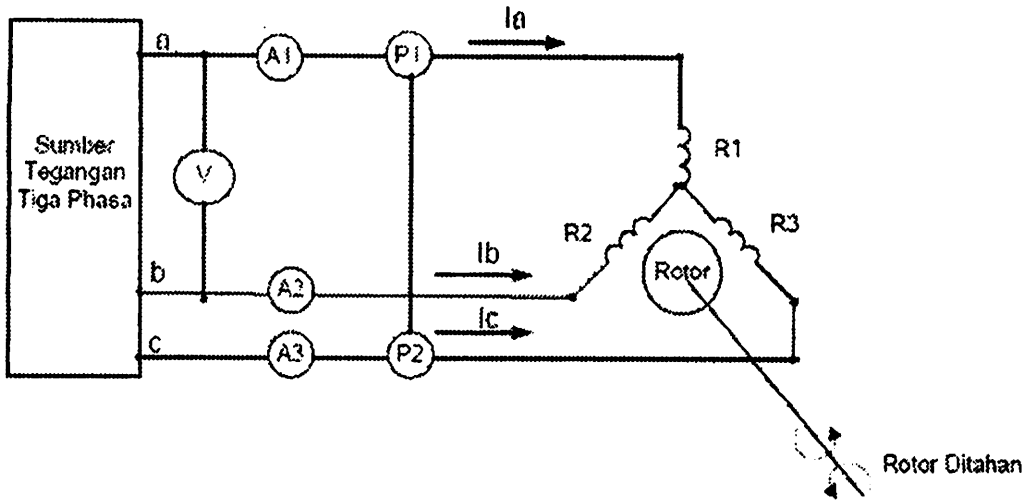 Sumber
Tegangan
Tiga Phasa
a
A1
P1
Ia
V
R1
R2
R3
Rotor
b
A2
Ib
c
A3
P2
Ic
Rotor Ditahan